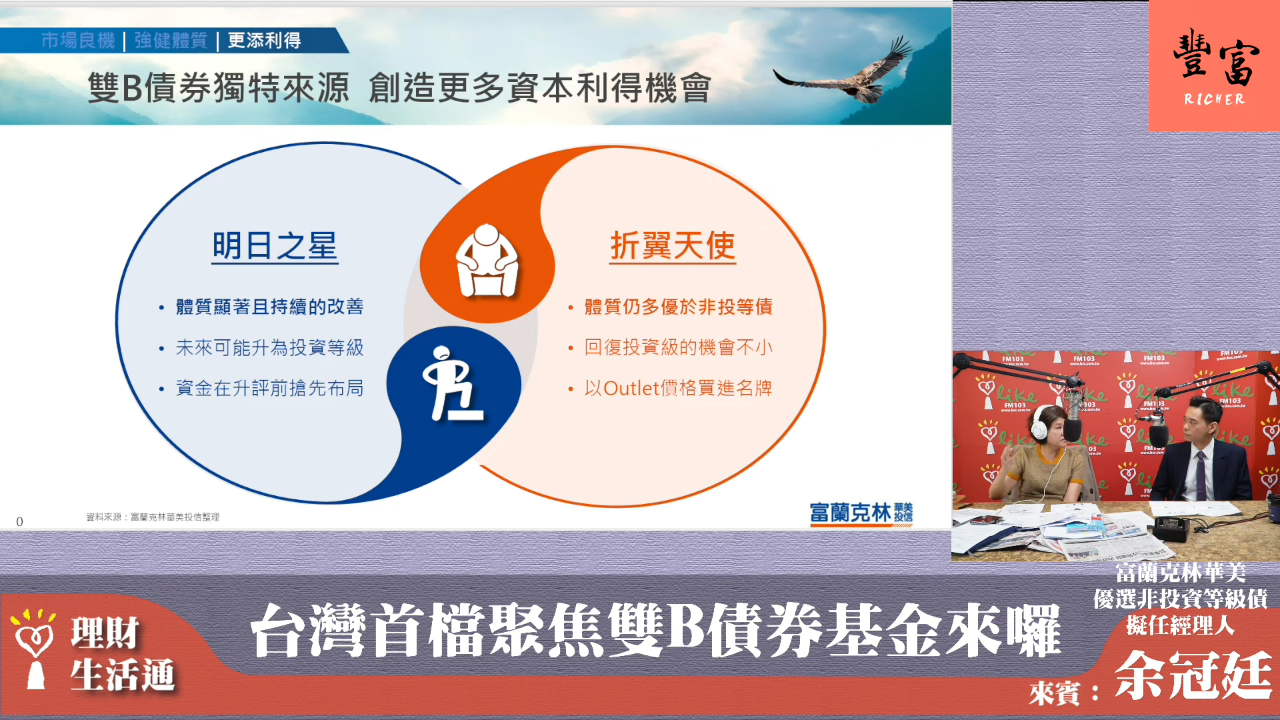 市場良機 | 強健體質 | 更添利得
雙B債券獨特來源 創造更多資本利得機會
明日之星
• 體質顯著且持續的改善
• 未來可能升為投資等級
• 資金在升評前搶先布局
折翼天使
• 體質仍多優於非投等債
• 回復投資級的機會不小
• 以Outlet價格買進名牌
0
資料來源：富蘭克林華美投信整理
富蘭克林 華美投信
豐富
RICHER
FM103
like
FM103
like
理財
生活通
台灣首檔聚焦雙B債券基金來囉
富蘭克林華美
優選非投資等級債
擬任經理人
來賓：余冠廷